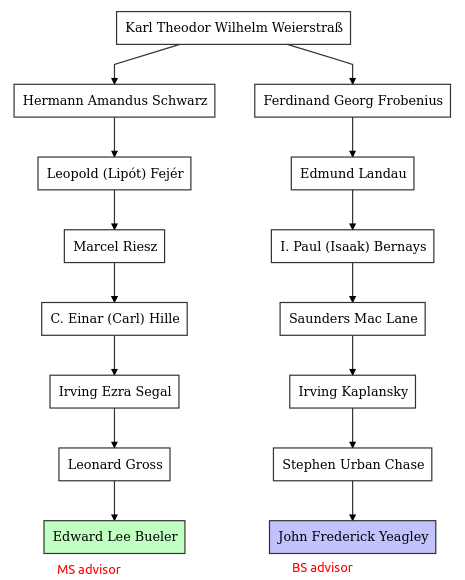 Karl Theodor Wilhelm Weierstraß
Hermann Amandus Schwarz
Ferdinand Georg Frobenius
Leopold (Lipót) Fejér
Edmund Landau
Marcel Riesz
I. Paul (Isaak) Bernays
C. Einar (Carl) Hille
Saunders Mac Lane
Irving Ezra Segal
Irving Kaplansky
Leonard Gross
Stephen Urban Chase
Edward Lee Bueler
John Frederick Yeagley
MS advisor
BS advisor